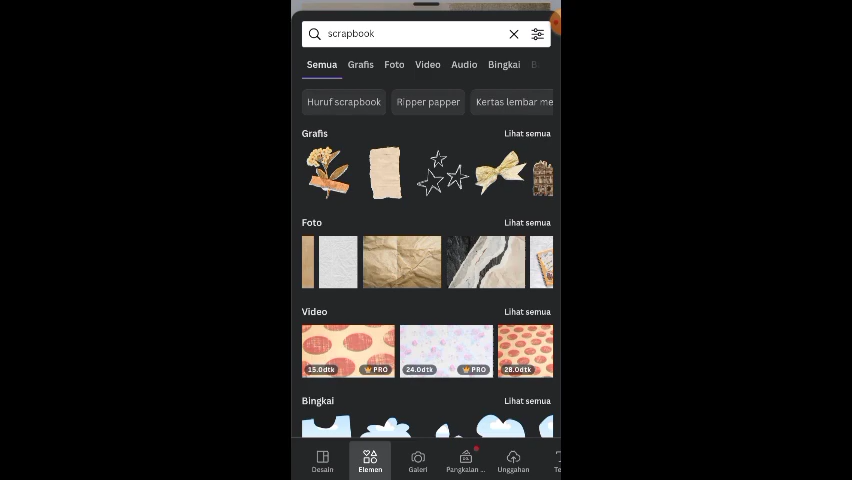 scrapbook
Semua Grafis Foto Video Audio Bingkai
Huruf scrapbook Ripper papper Kertas lembar me
Grafis Lihat semua
Foto Lihat semua
Video Lihat semua
15.0dtk PRO 24.0dtk PRO 28.0dtk
Bingkai Lihat semua
Desain Elemen Galeri Pangkalan ... Unggahan Te